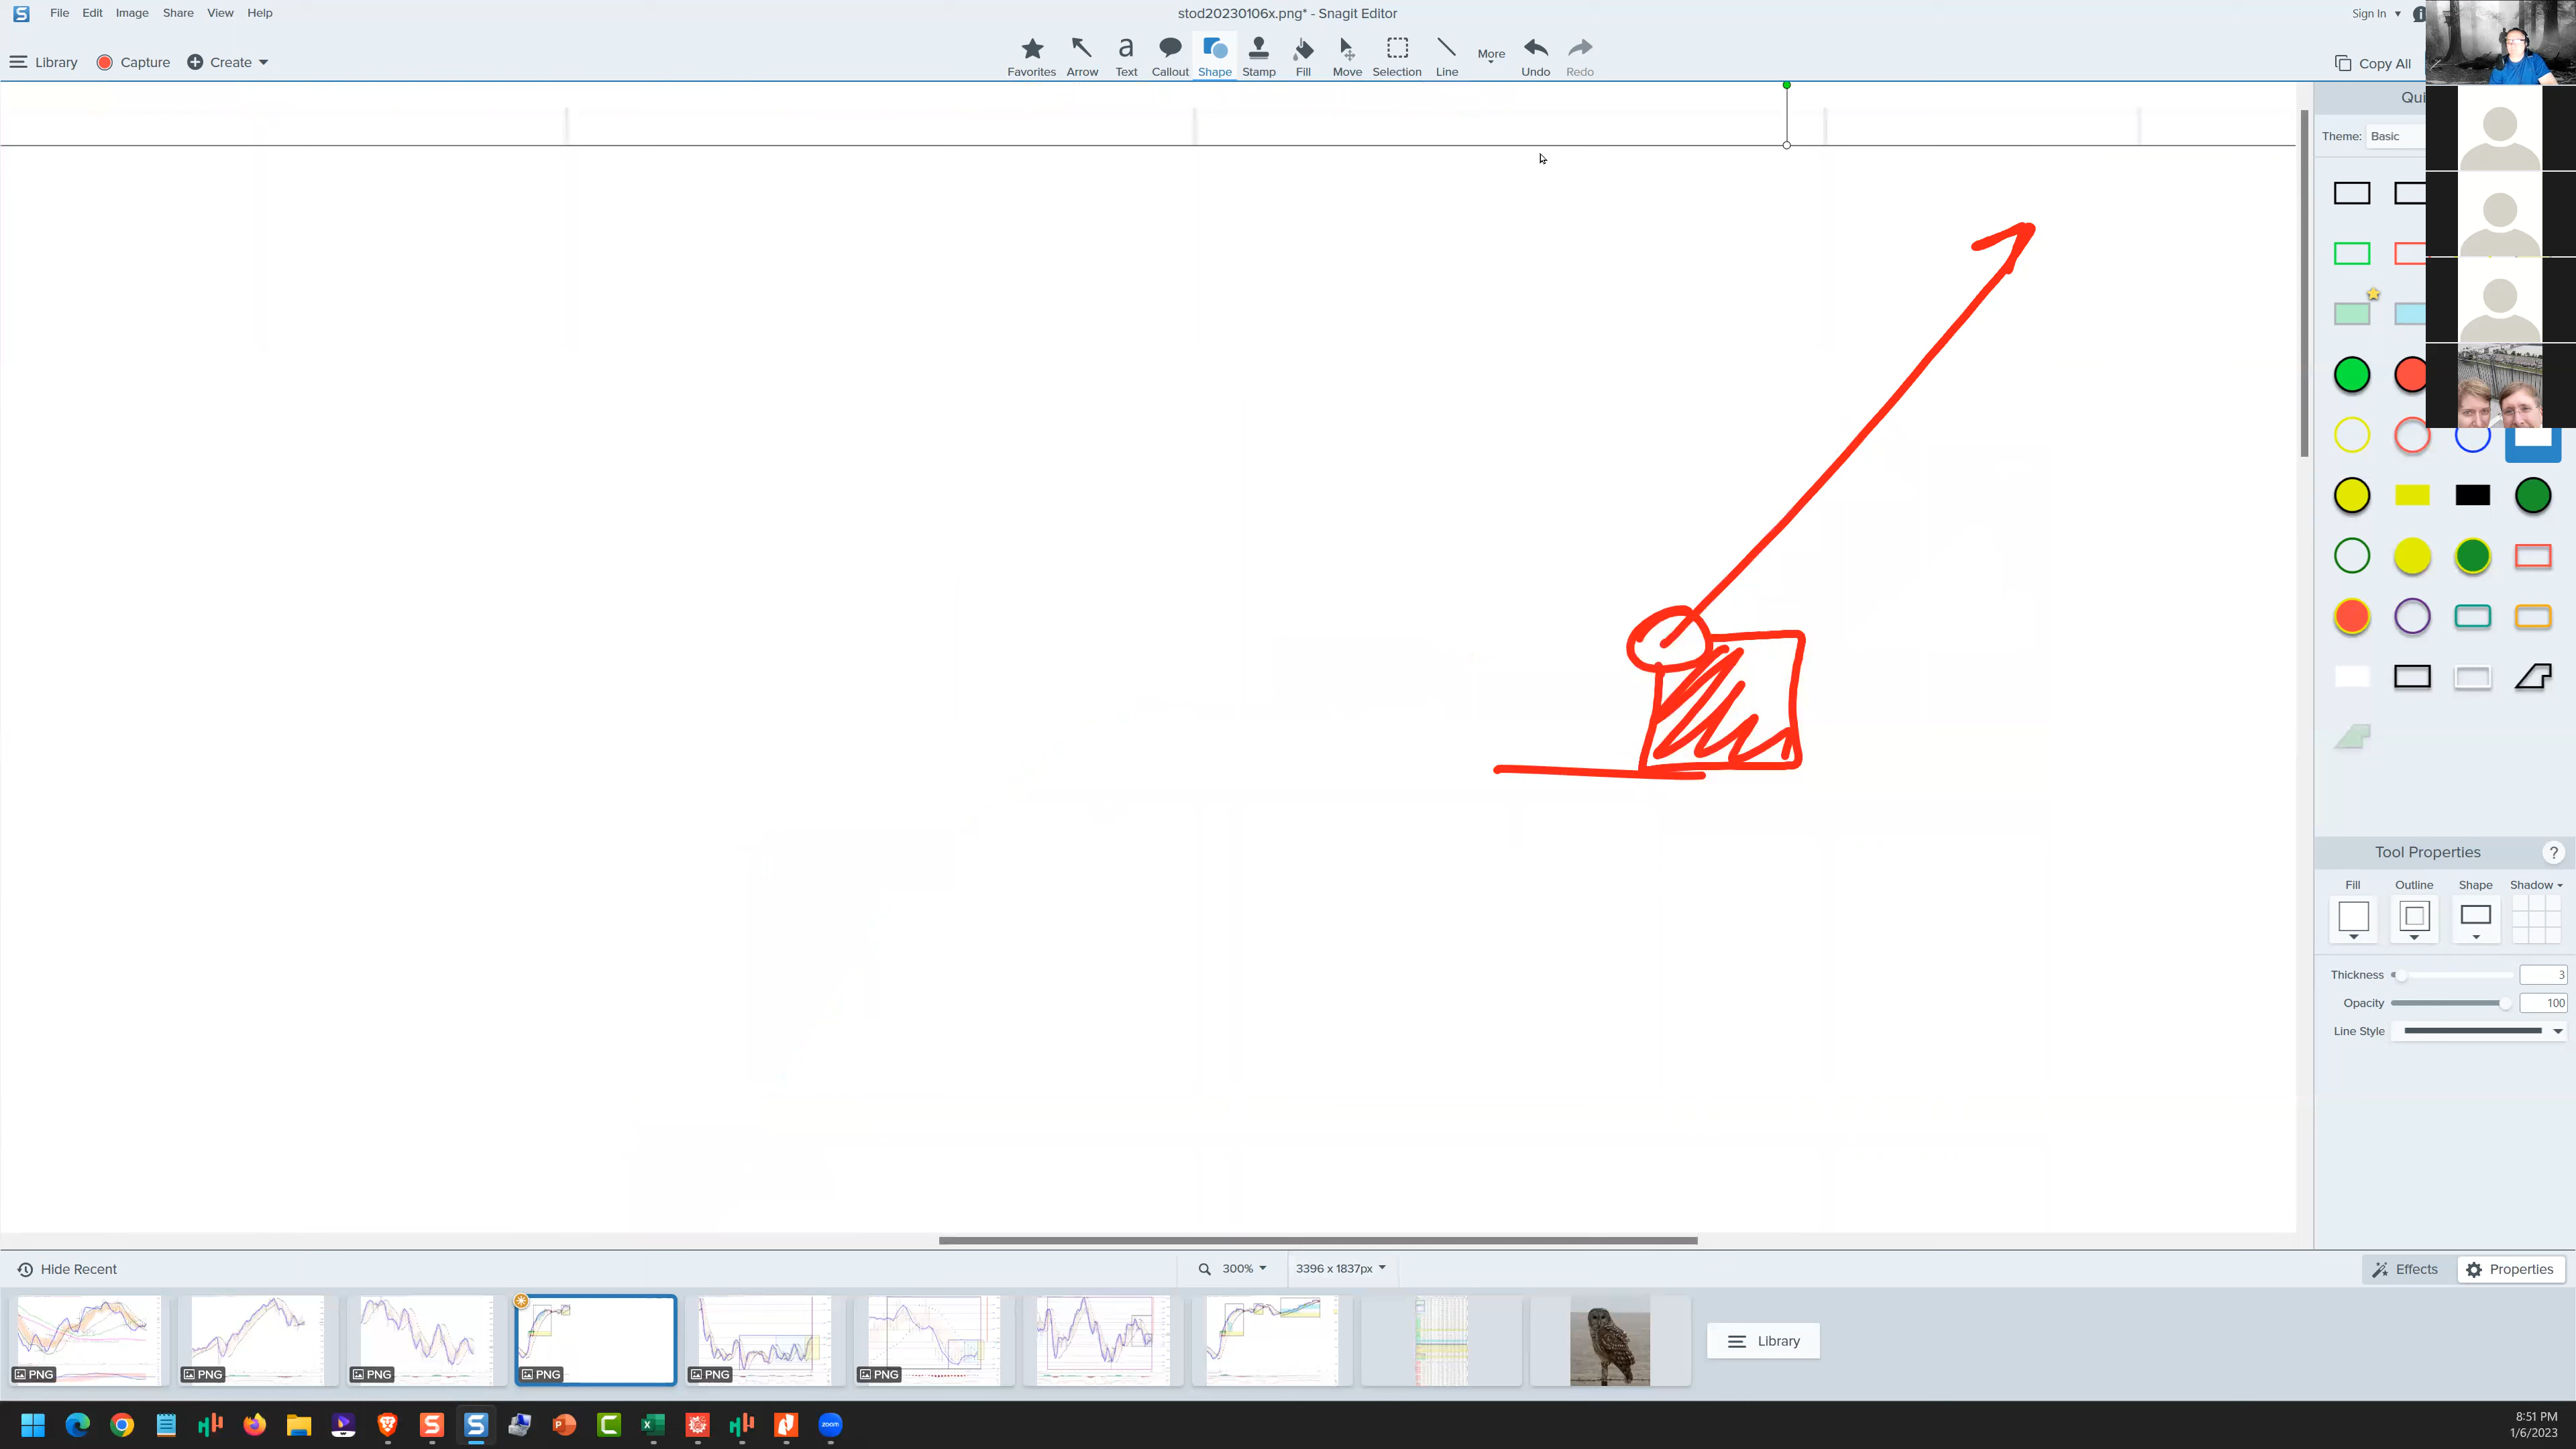 File Edit Image Share View Help
stod20230106x.png* - Snagit Editor
Sign In
Library Capture Create
Favorites Arrow Text Callout Shape Stamp Fill Move Selection Line More Undo Redo
Copy All
Qui
Theme: Basic
Tool Properties ?
Fill Outline Shape Shadow
Thickness 3
Opacity 100
Line Style
Hide Recent
300% 3396 x 1837px
Effects Properties
PNG PNG PNG PNG PNG PNG
Library
zoom
8:51 PM
1/6/2023